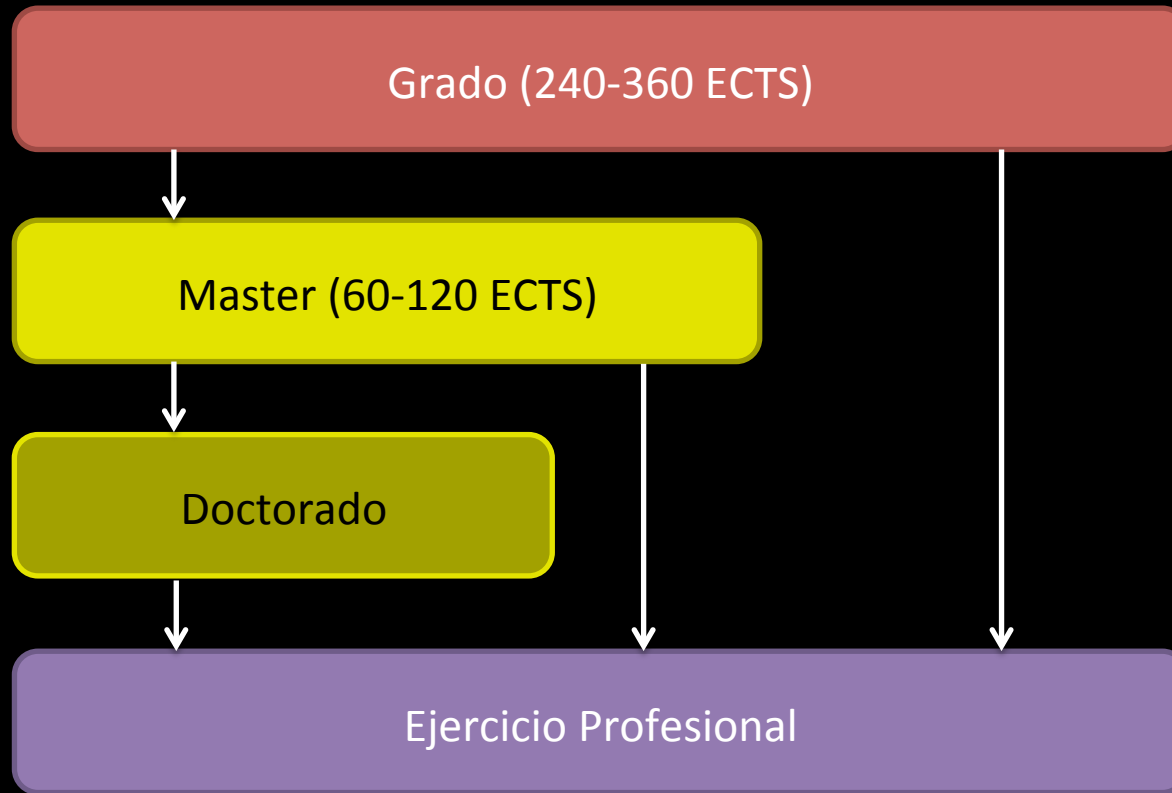 Grado (240-360 ECTS)
Master (60-120 ECTS)
Doctorado
Ejercicio Profesional